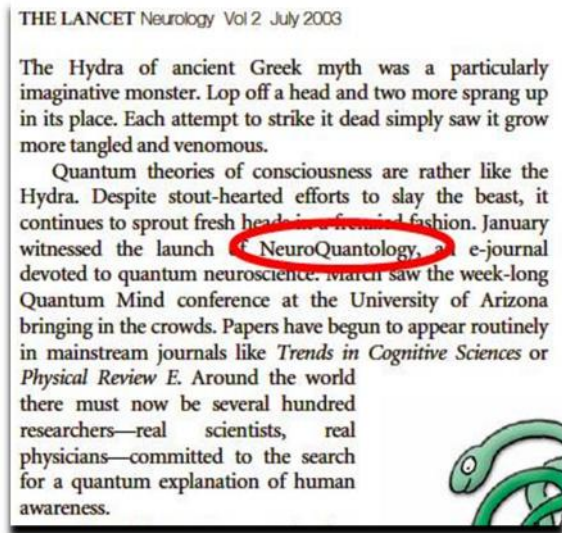 THE LANCET Neurology Vol 2 July 2003
The Hydra of ancient Greek myth was a particularly
imaginative monster. Lop off a head and two more sprang up
in its place. Each attempt to strike it dead simply saw it grow
more tangled and venomous.
Quantum theories of consciousness are rather like the
Hydra. Despite stout-hearted efforts to slay the beast, it
continues to sprout fresh heads in a frenzied fashion. January
witnessed the launch of NeuroQuantology, an e-journal
devoted to quantum neuroscience. March saw the week-long
Quantum Mind conference at the University of Arizona
bringing in the crowds. Papers have begun to appear routinely
in mainstream journals like Trends in Cognitive Sciences or
Physical Review E. Around the world
there must now be several hundred
researchers—real scientists, real
physicians—committed to the search
for a quantum explanation of human
awareness.